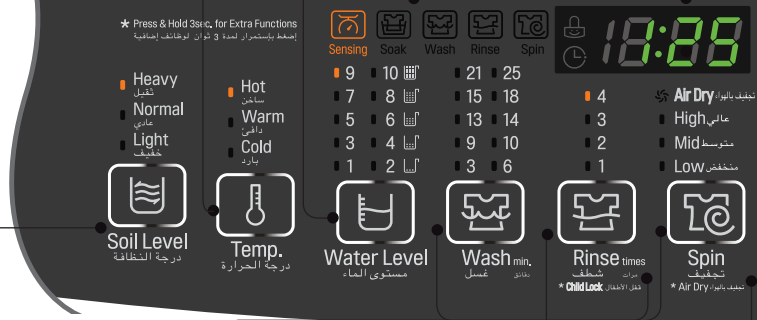 * Press & Hold 3sec. for Extra Functions
إضغط بإستمرار لمدة 3 ثوان لوظائف إضافية
Sensing Soak Wash Rinse Spin
1:25
Heavy
ثقيل
Normal
عادي
Light
خفيف
Soil Level
درجة النظافة
Hot
ساخن
Warm
دافئ
Cold
بارد
Temp.
درجة الحرارة
9 10
7 8
5 6
3 4
1 2
Water Level
مستوى الماء
21 25
15 18
13 14
9 10
3 6
Wash min.
غسل دقائق
4
3
2
1
Rinse times
شطف مرات
* Child Lock قفل الأطفال
Air Dry تجفيف بالهواء
High عالي
Mid متوسط
Low منخفض
Spin
تجفيف
* Air Dry تجفيف بالهواء